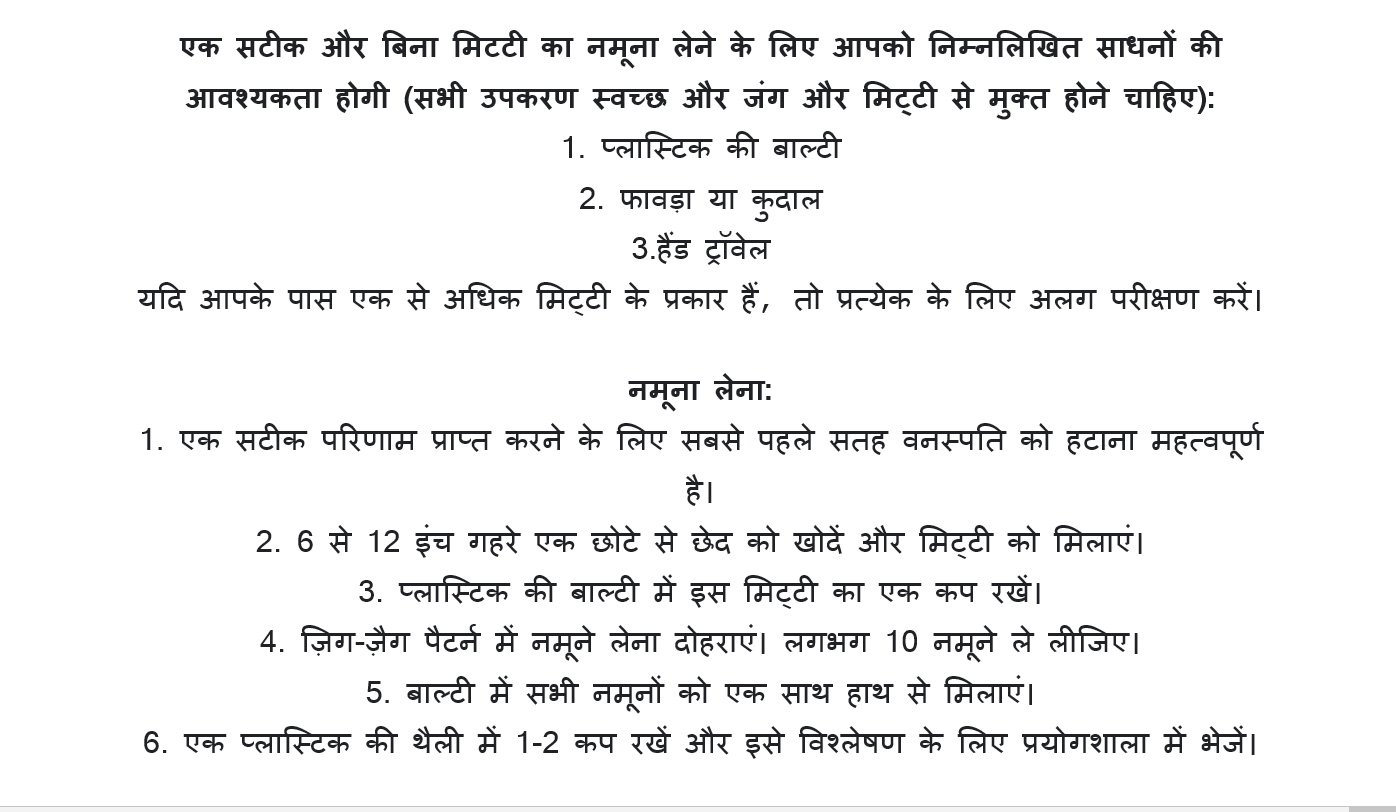 एक सटीक और बिना मिटटी का नमूना लेने के लिए आपको निम्नलिखित साधनों की
आवश्यकता होगी (सभी उपकरण स्वच्छ और जंग और मिट्टी से मुक्त होने चाहिए):
1. प्लास्टिक की बाल्टी
2. फावड़ा या कुदाल
3.हैंड ट्रॉवेल
यदि आपके पास एक से अधिक मिट्टी के प्रकार हैं, तो प्रत्येक के लिए अलग परीक्षण करें।
नमूना लेना:
1. एक सटीक परिणाम प्राप्त करने के लिए सबसे पहले सतह वनस्पति को हटाना महत्वपूर्ण
है।
2. 6 से 12 इंच गहरे एक छोटे से छेद को खोदें और मिट्टी को मिलाएं।
3. प्लास्टिक की बाल्टी में इस मिट्टी का एक कप रखें।
4. ज़िग-ज़ैग पैटर्न में नमूने लेना दोहराएं। लगभग 10 नमूने ले लीजिए।
5. बाल्टी में सभी नमूनों को एक साथ हाथ से मिलाएं।
6. एक प्लास्टिक की थैली में 1-2 कप रखें और इसे विश्लेषण के लिए प्रयोगशाला में भेजें।